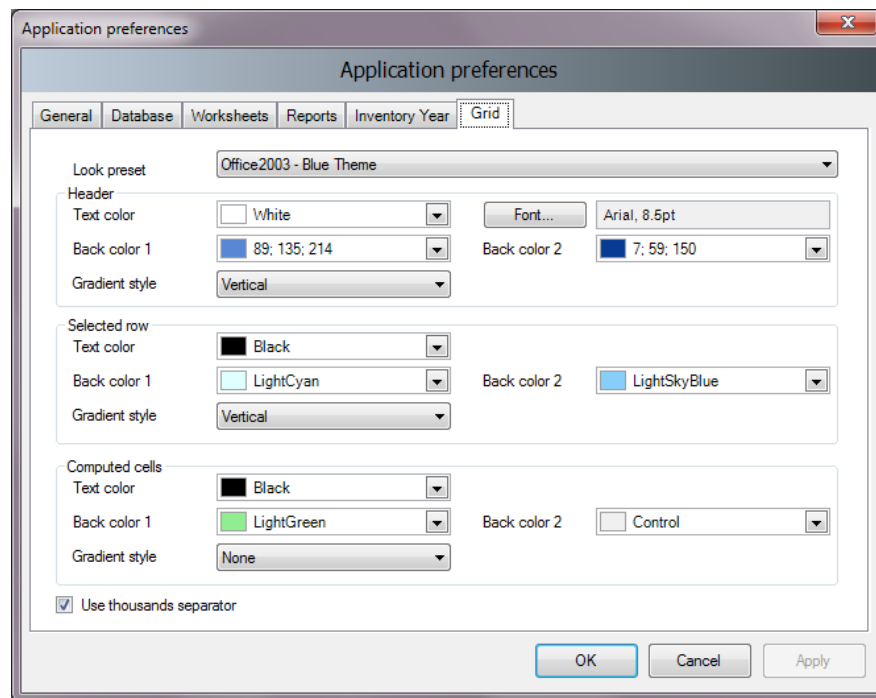 Application preferences
Application preferences
General Database Worksheets Reports Inventory Year Grid
Look preset Office2003 - Blue Theme
Header
Text color White Font... Arial, 8.5pt
Back color 1 89; 135; 214 Back color 2 7; 59; 150
Gradient style Vertical
Selected row
Text color Black
Back color 1 LightCyan Back color 2 LightSkyBlue
Gradient style Vertical
Computed cells
Text color Black
Back color 1 LightGreen Back color 2 Control
Gradient style None
Use thousands separator
OK Cancel Apply